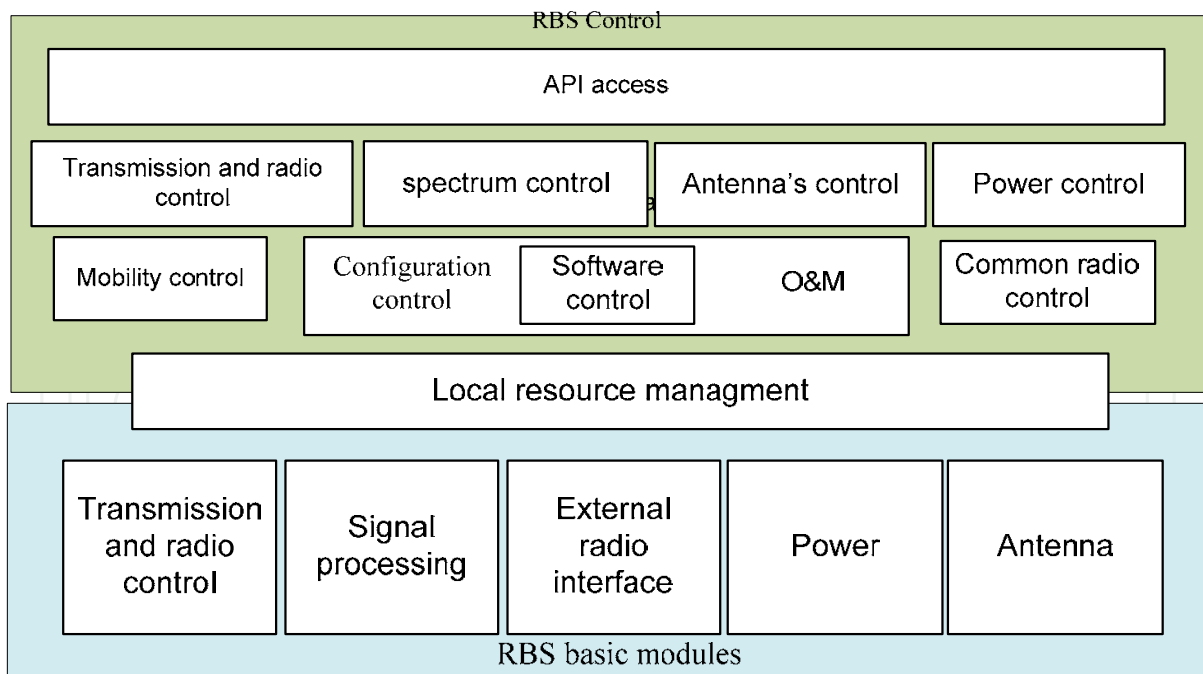 RBS Control
API access
Transmission and radio
control
spectrum control
Antenna's control
Power control
Mobility control
Configuration
control
Software
control
O&M
Common radio
control
Local resource managment
Transmission
and radio
control
Signal
processing
External
radio
interface
Power
Antenna
RBS basic modules